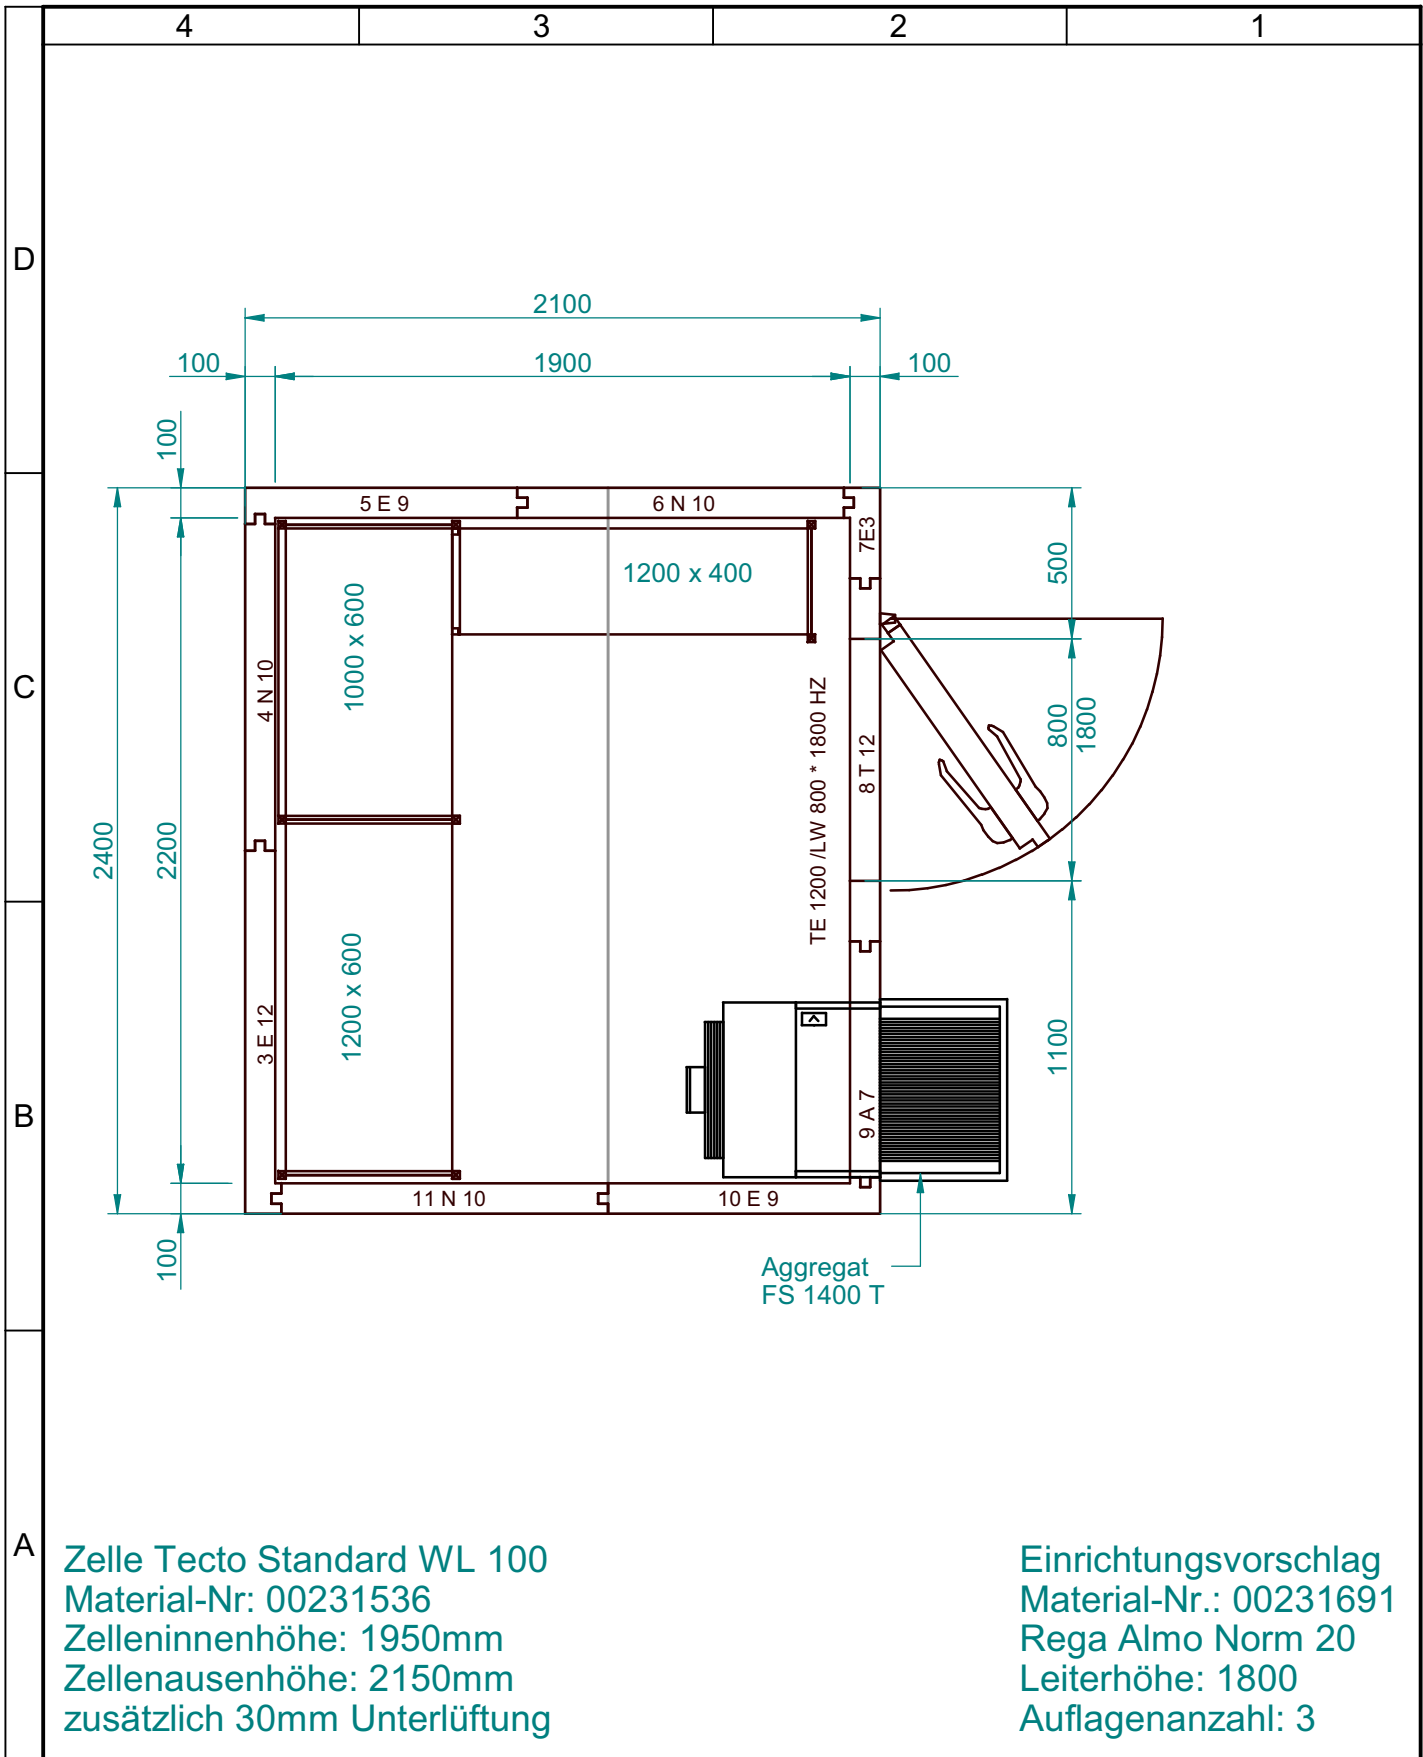 4 3 2 1
D
C
B
A
2100
100 1900 100
100
2400
2200
100
5 E 9
6 N 10
7E3
4 N 10
3 E 12
8 T 12
9 A 7
11 N 10
10 E 9
1000 x 600
1200 x 400
1200 x 600
TE 1200 /LW 800 * 1800 HZ
500
800
1800
1100
Aggregat
FS 1400 T
Zelle Tecto Standard WL 100
Material-Nr: 00231536
Zelleninnenhöhe: 1950mm
Zellenausenhöhe: 2150mm
zusätzlich 30mm Unterlüftung
Einrichtungsvorschlag
Material-Nr.: 00231691
Rega Almo Norm 20
Leiterhöhe: 1800
Auflagenanzahl: 3